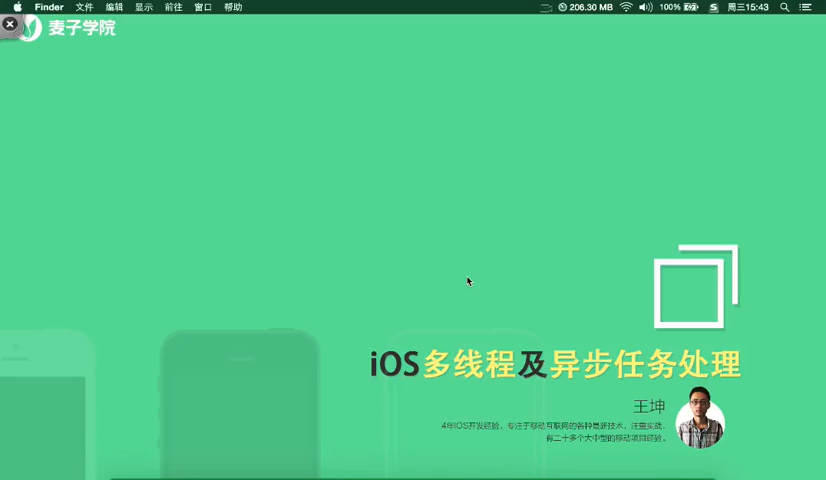 Finder 文件 编辑 显示 前往 窗口 帮助 206.30 MB 100% 周三15:43
麦子学院
iOS多线程及异步任务处理
王坤
4年iOS开发经验，专注于移动互联网的各种最新技术，注重实战，
有二十多个大中型的移动项目经验。